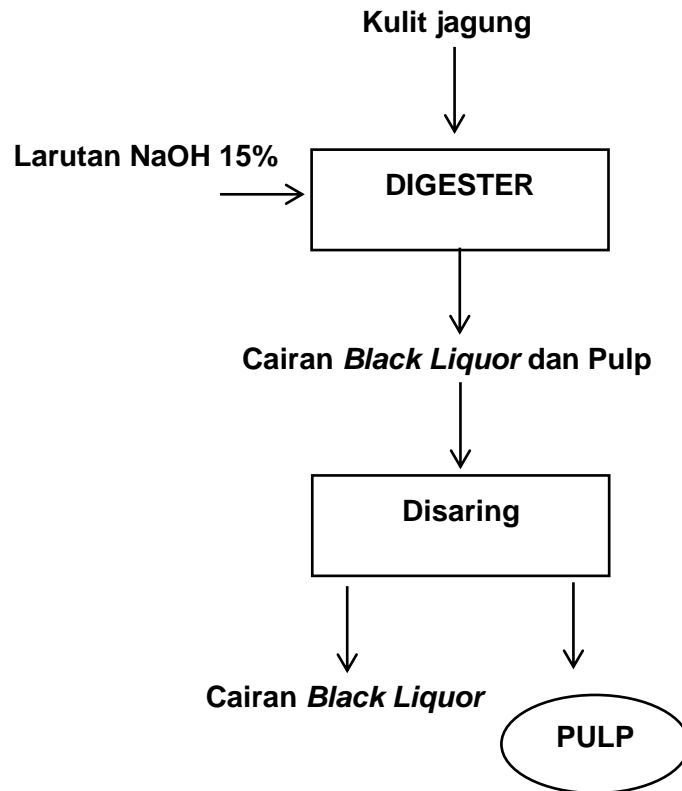 Kulit jagung
Larutan NaOH 15%
DIGESTER
Cairan Black Liquor dan Pulp
Disaring
Cairan Black Liquor
PULP